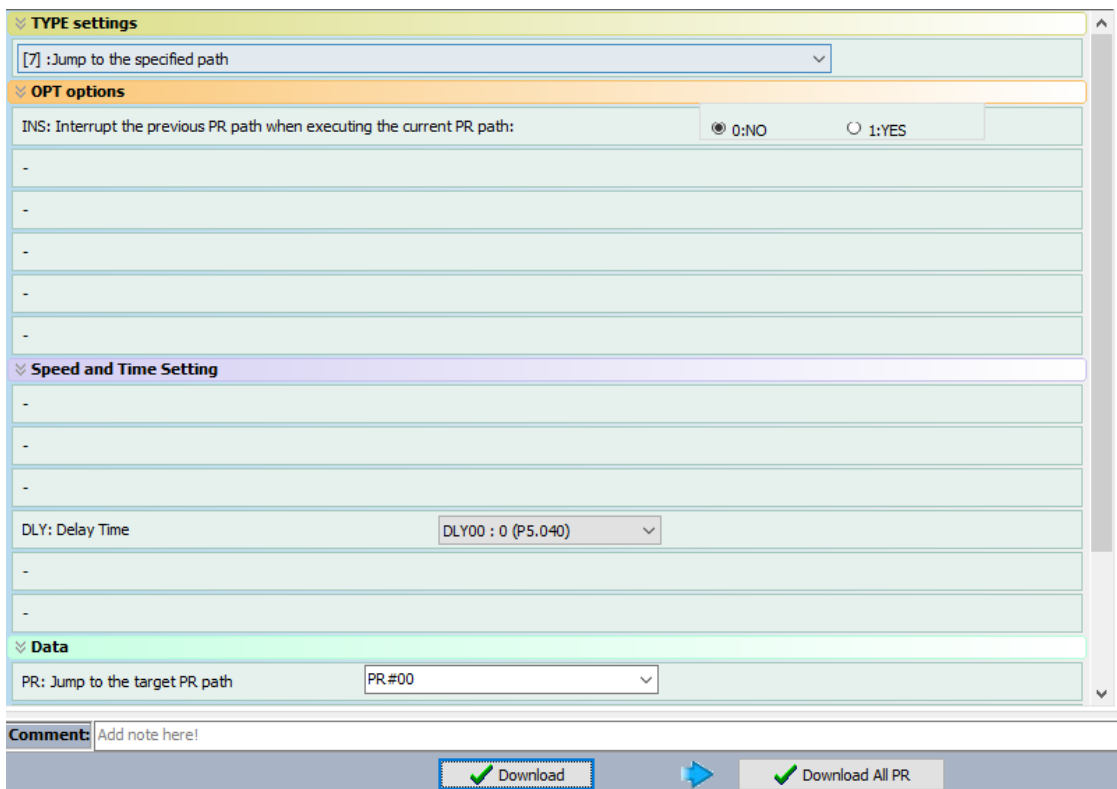 TYPE settings
[7] :Jump to the specified path
OPT options
INS: Interrupt the previous PR path when executing the current PR path: 0:NO 1:YES
-
-
-
-
-
Speed and Time Setting
-
-
-
DLY: Delay Time DLY00 : 0 (P5.040)
-
-
Data
PR: Jump to the target PR path PR#00
Comment: Add note here!
Download Download All PR